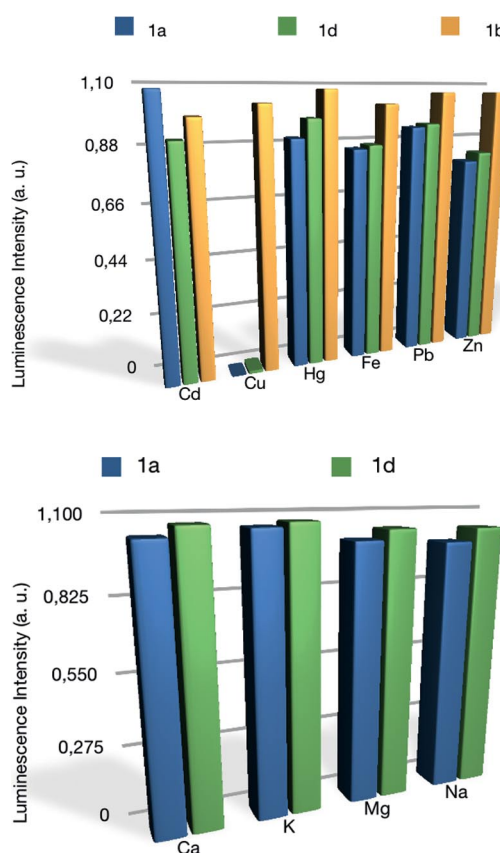 1a 1d 1b
1,10
0,88
0,66
0,44
0,22
0
Luminescence Intensity (a. u.)
Cd Cu Hg Fe Pb Zn
1a 1d
1,100
0,825
0,550
0,275
0
Luminescence Intensity (a. u.)
Ca K Mg Na